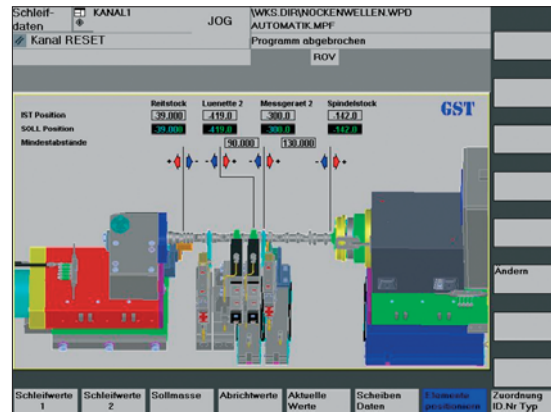 Schleif-
daten
KANAL1
JOG
\WKS.DIR\NOCKENWELLEN.WPD
AUTOMATIK.MPF
Kanal RESET
Programm abgebrochen
ROV
GST
Reitstock Luenette 2 Messgeraet 2 Spindelstock
IST Position -39.000 -419.0 -300.0 -142.0
SOLL Position -39.000 -419.0 -300.0 -142.0
Mindestabstände 90.000 130.000
+ - - + - + - +
Ändern
Schleifwerte 1
Schleifwerte 2
Sollmasse
Abrichtwerte
Aktuelle Werte
Scheiben Daten
Elemente positionieren
Zuordnung ID.Nr Typ